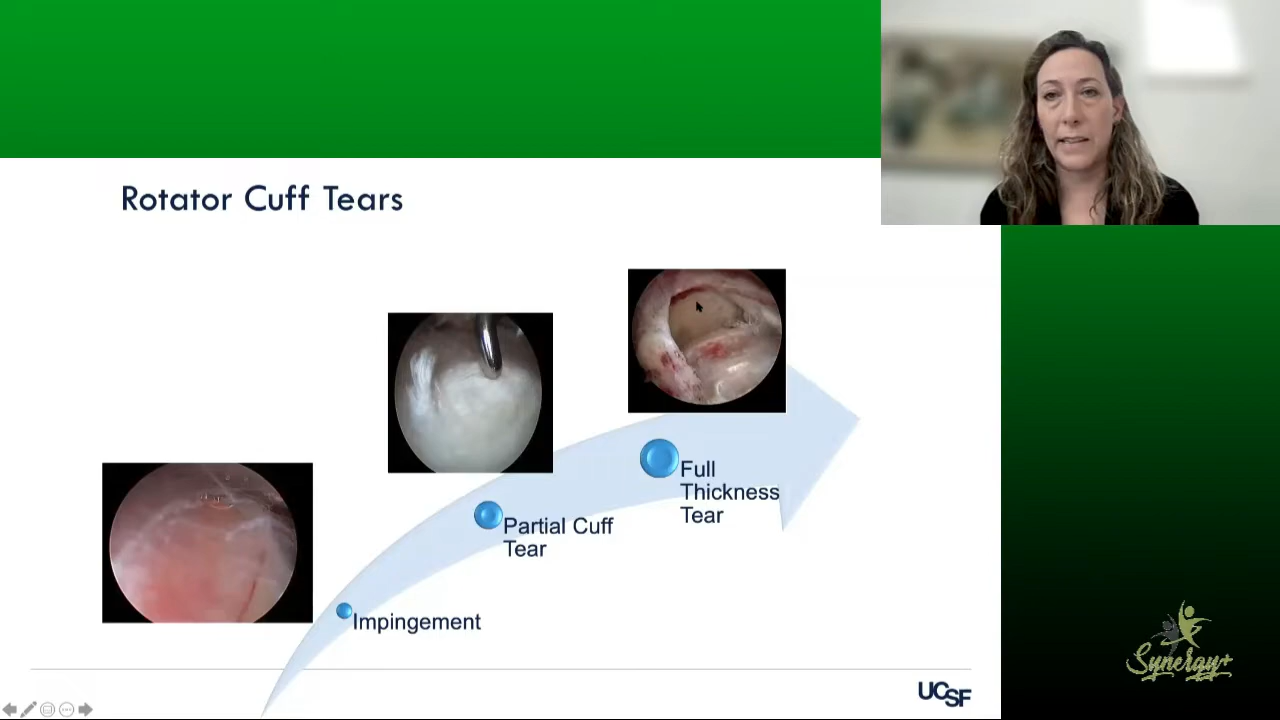 Rotator Cuff Tears
Full
Thickness
Tear
Partial Cuff
Tear
Impingement
Synergy+
UCSF